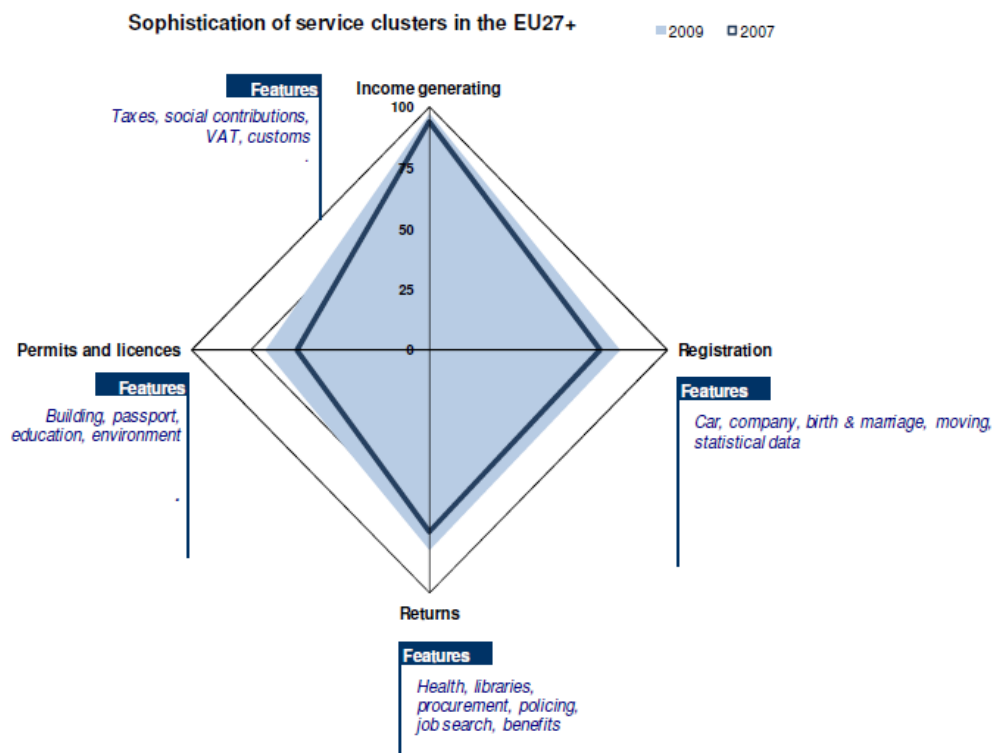 Sophistication of service clusters in the EU27+
2009 2007
Features
Taxes, social contributions,
VAT, customs
.
Income generating
100
75
50
25
0
Permits and licences
Features
Building, passport,
education, environment
.
Registration
Features
Car, company, birth & marriage, moving,
statistical data
Returns
Features
Health, libraries,
procurement, policing,
job search, benefits